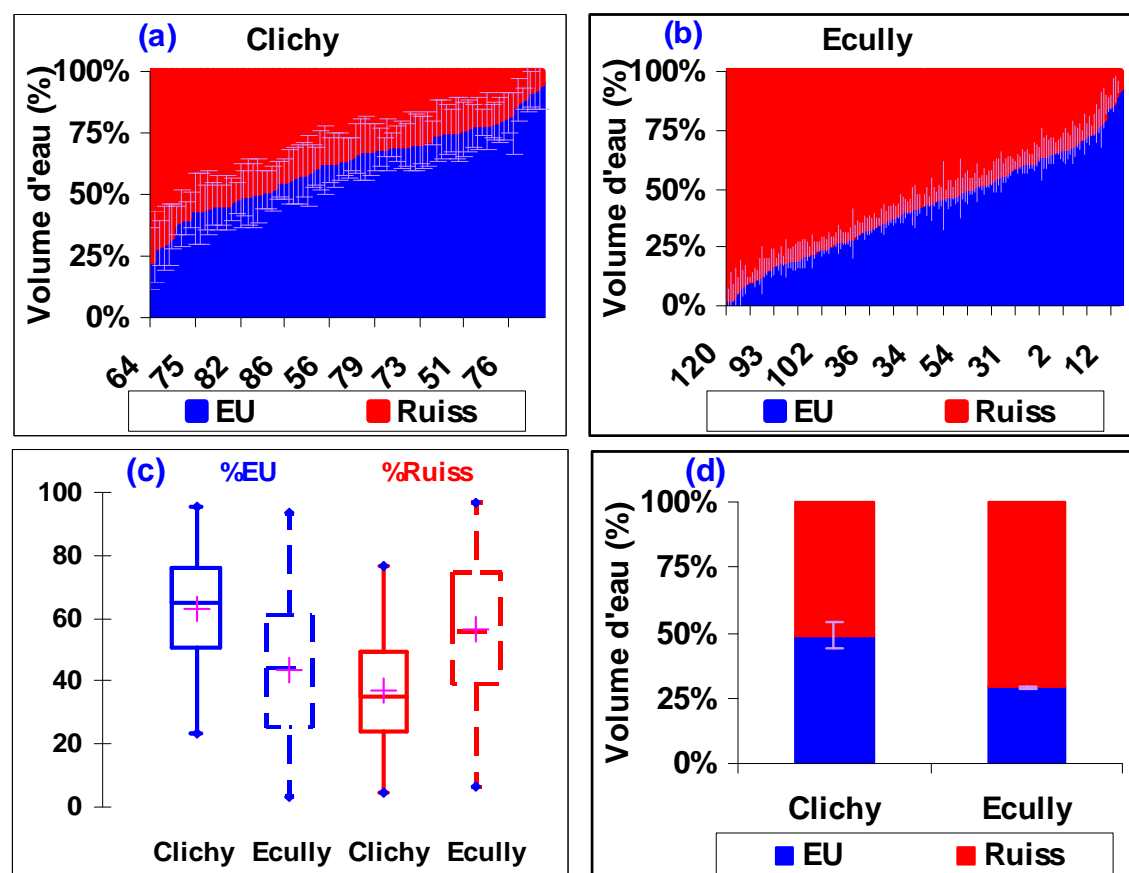 (a) Clichy
Volume d'eau (%)
100%
75%
50%
25%
0%
64 75 82 86 56 79 73 51 76
EU Ruiss
(b) Ecully
Volume d'eau (%)
100%
75%
50%
25%
0%
120 93 102 36 34 54 31 2 12
EU Ruiss
(c) %EU %Ruiss
100
80
60
40
20
0
Clichy Ecully Clichy Ecully
(d)
Volume d'eau (%)
100%
75%
50%
25%
0%
Clichy Ecully
EU Ruiss